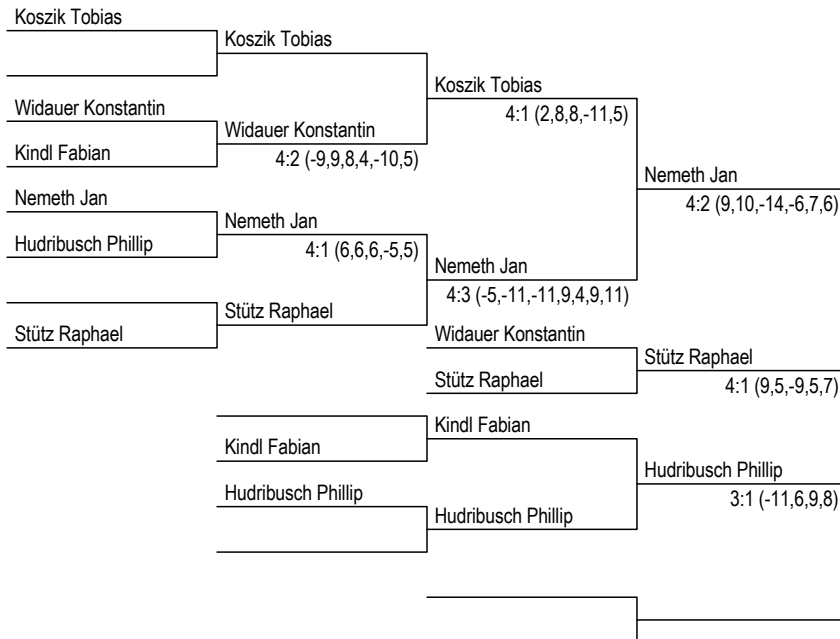 Koszik Tobias
Koszik Tobias
Koszik Tobias
4:1 (2,8,8,-11,5)
Widauer Konstantin
Widauer Konstantin
Kindl Fabian
4:2 (-9,9,8,4,-10,5)
Nemeth Jan
4:2 (9,10,-14,-6,7,6)
Nemeth Jan
Nemeth Jan
Hudribusch Phillip
4:1 (6,6,6,-5,5)
Nemeth Jan
4:3 (-5,-11,-11,9,4,9,11)
Stütz Raphael
Stütz Raphael
Widauer Konstantin
Stütz Raphael
Stütz Raphael
4:1 (9,5,-9,5,7)
Kindl Fabian
Kindl Fabian
Hudribusch Phillip
3:1 (-11,6,9,8)
Hudribusch Phillip
Hudribusch Phillip